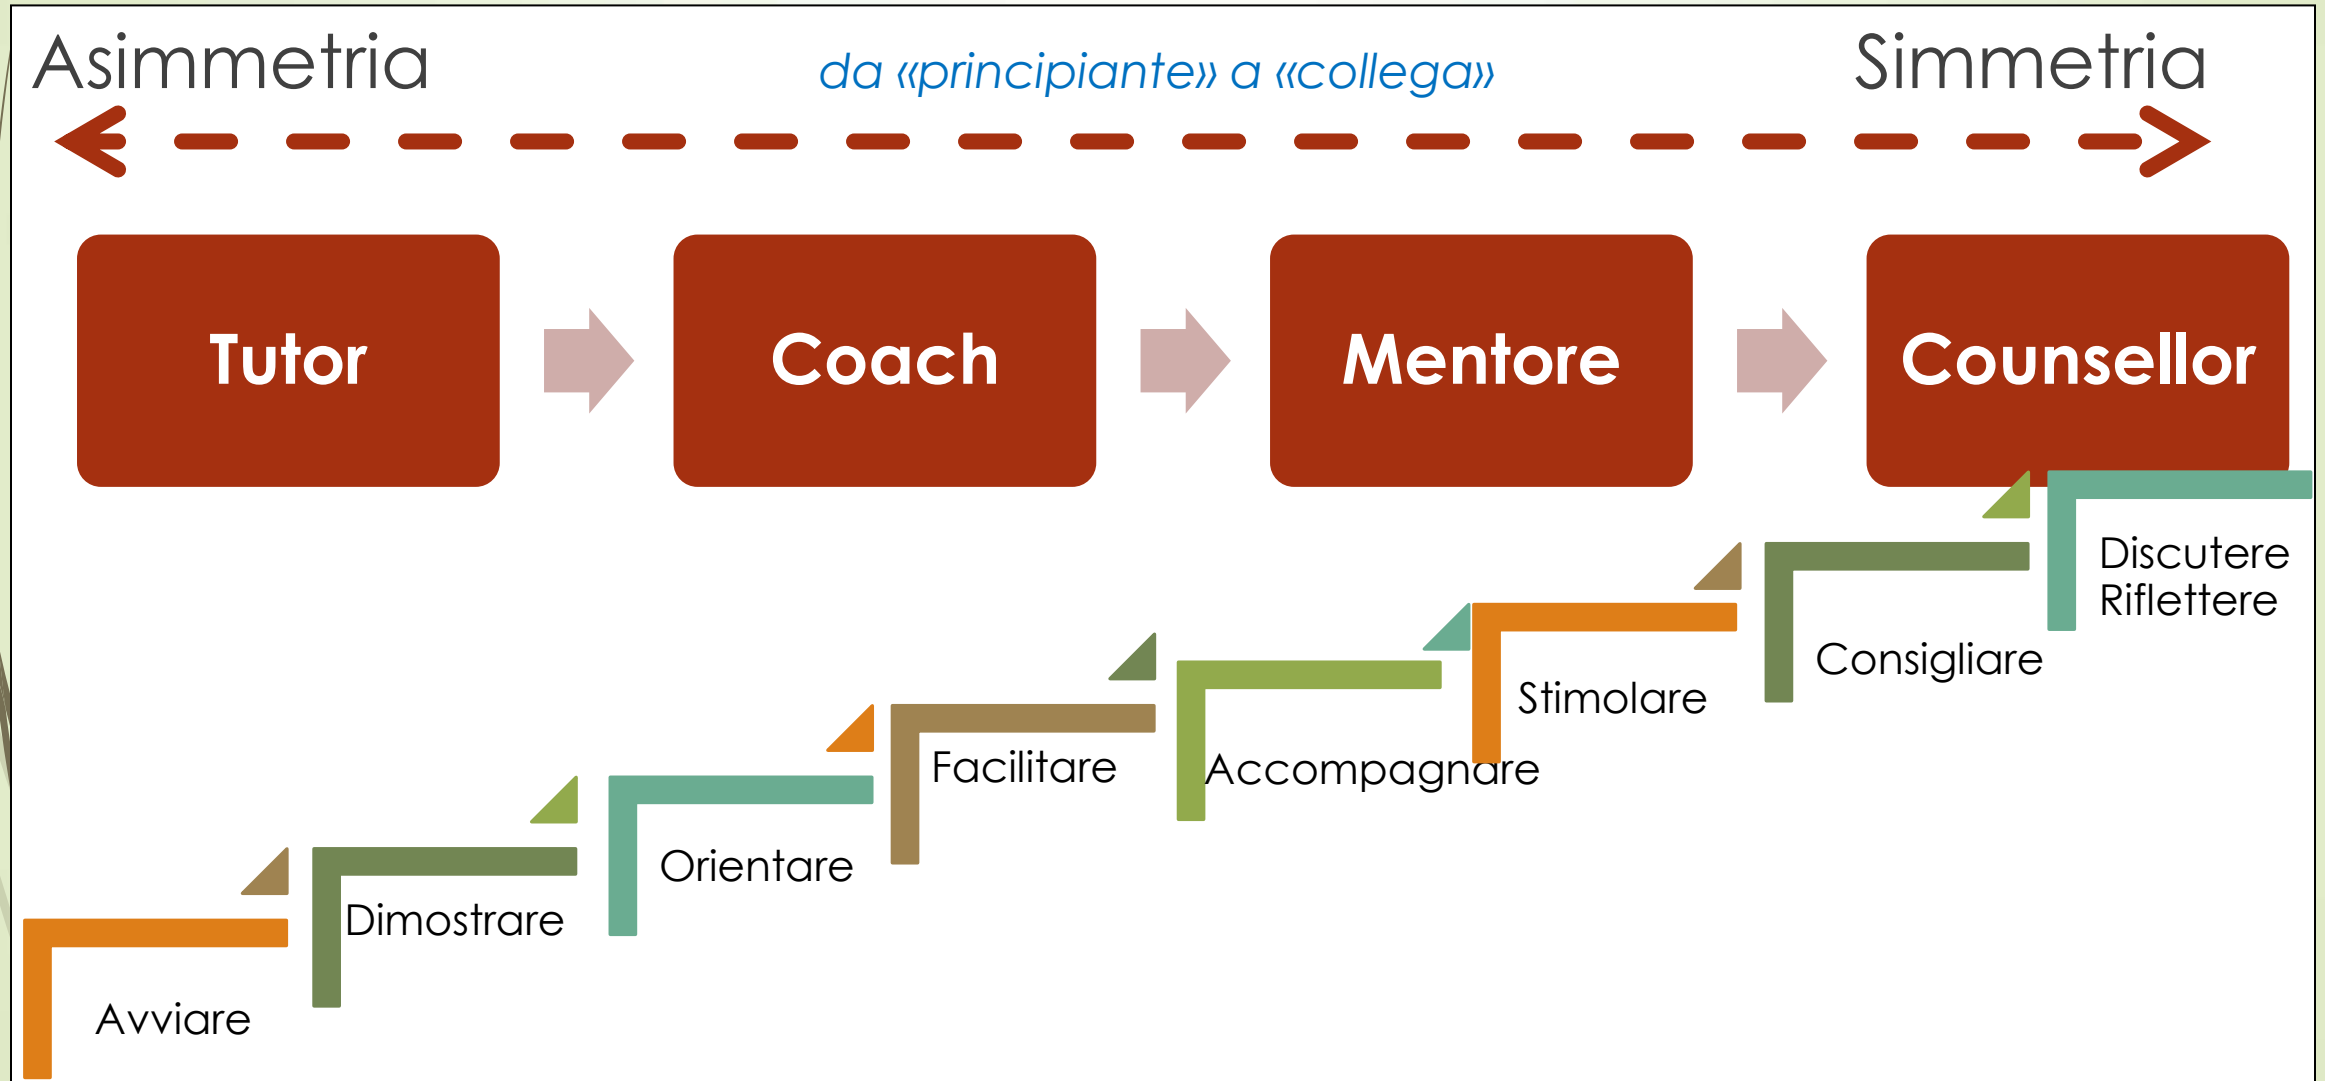 Asimmetria
da «principiante» a «collega»
Simmetria
Tutor
Coach
Mentore
Counsellor
Avviare
Dimostrare
Orientare
Facilitare
Accompagnare
Stimolare
Consigliare
Discutere
Riflettere